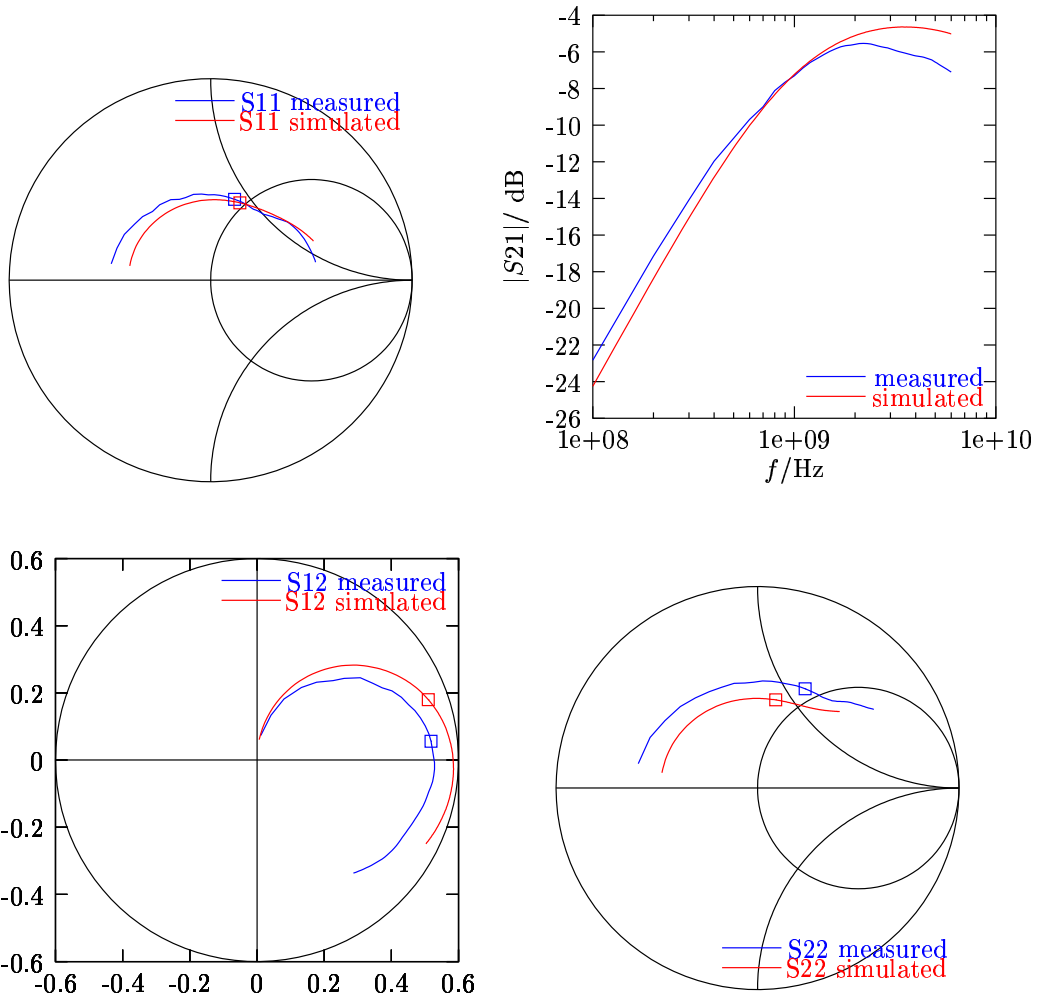 S11 measured
S11 simulated
-4
-6
-8
-10
-12
-14
-16
-18
-20
-22
-24
-26
|S21|/ dB
measured
simulated
1e+08 1e+09 1e+10
f/Hz
S12 measured
S12 simulated
0.6
0.4
0.2
0
-0.2
-0.4
-0.6
-0.6 -0.4 -0.2 0 0.2 0.4 0.6
S22 measured
S22 simulated